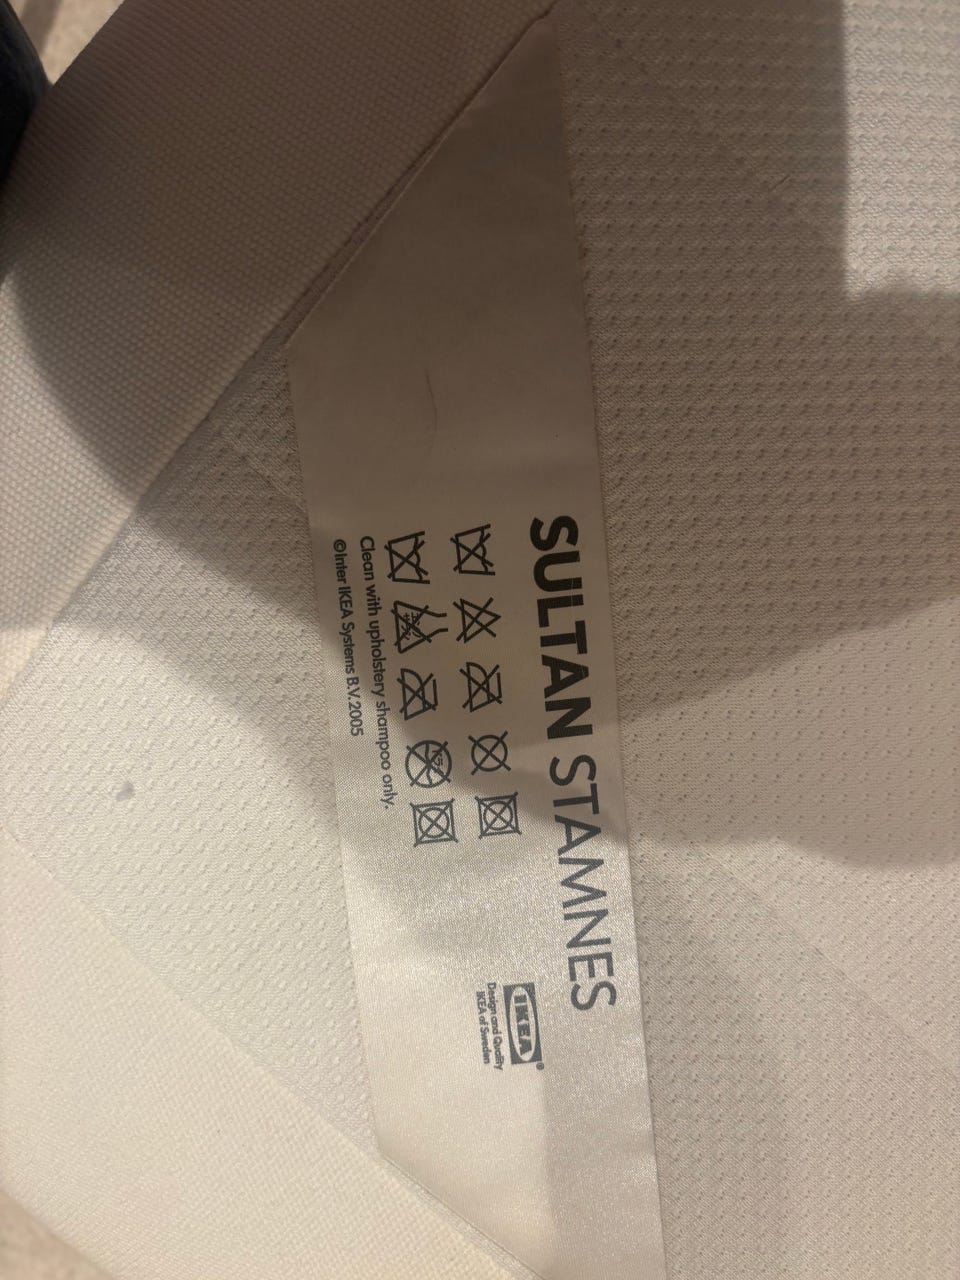 SULTAN STAMNES
Clean with upholstery shampoo only.
©Inter IKEA Systems B.V. 2005
IKEA®
Design and Quality
IKEA of Sweden